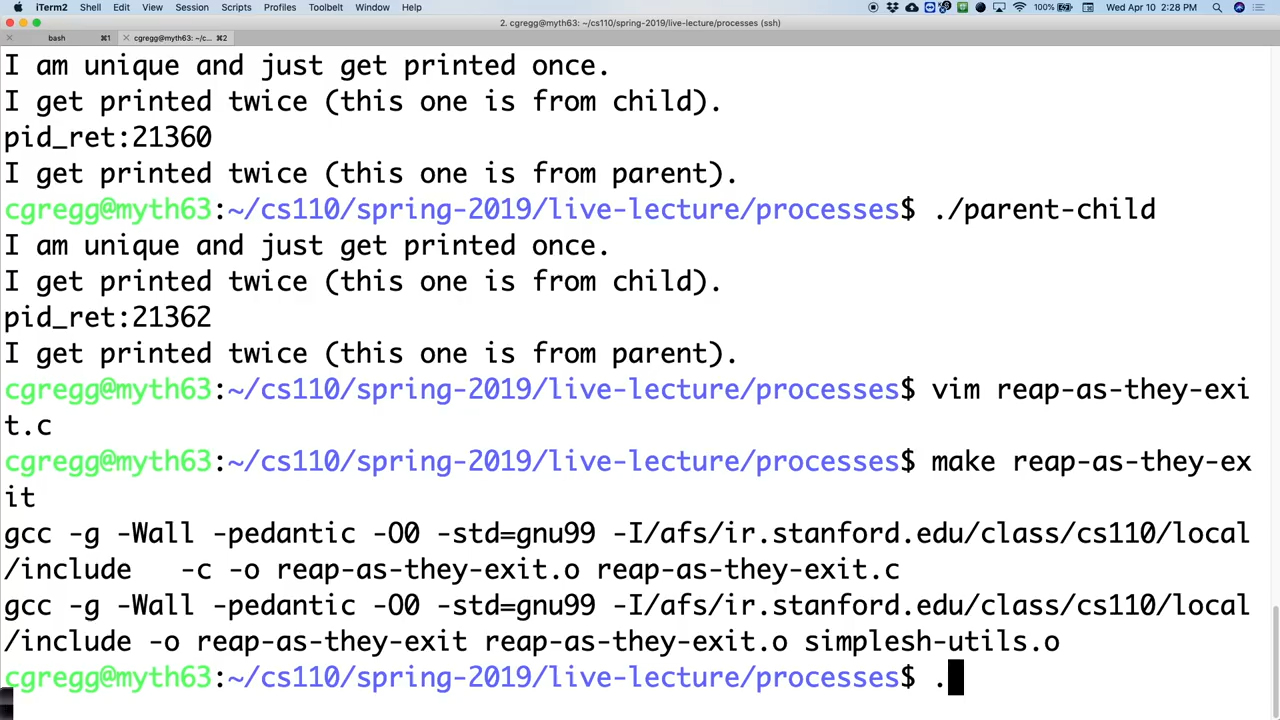 iTerm2 Shell Edit View Session Scripts Profiles Toolbelt Window Help 100% Wed Apr 10 2:28 PM
2. cgregg@myth63: ~/cs110/spring-2019/live-lecture/processes (ssh)
bash ⌘1 cgregg@myth63: ~/c... ⌘2
I am unique and just get printed once.
I get printed twice (this one is from child).
pid_ret:21360
I get printed twice (this one is from parent).
cgregg@myth63:~/cs110/spring-2019/live-lecture/processes$ ./parent-child
I am unique and just get printed once.
I get printed twice (this one is from child).
pid_ret:21362
I get printed twice (this one is from parent).
cgregg@myth63:~/cs110/spring-2019/live-lecture/processes$ vim reap-as-they-exi
t.c
cgregg@myth63:~/cs110/spring-2019/live-lecture/processes$ make reap-as-they-ex
it
gcc -g -Wall -pedantic -O0 -std=gnu99 -I/afs/ir.stanford.edu/class/cs110/local
/include   -c -o reap-as-they-exit.o reap-as-they-exit.c
gcc -g -Wall -pedantic -O0 -std=gnu99 -I/afs/ir.stanford.edu/class/cs110/local
/include -o reap-as-they-exit reap-as-they-exit.o simplesh-utils.o
cgregg@myth63:~/cs110/spring-2019/live-lecture/processes$ .